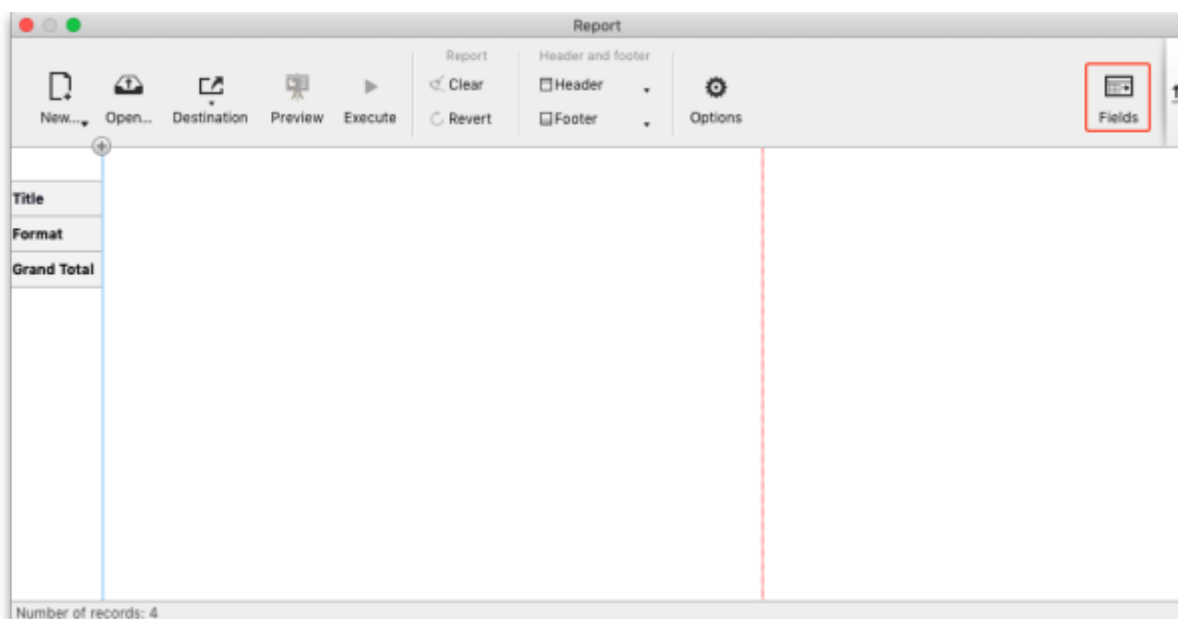 Report
Report Header and footer
Clear Header
New... Open... Destination Preview Execute Revert Footer Options Fields
Title
Format
Grand Total
Number of records: 4